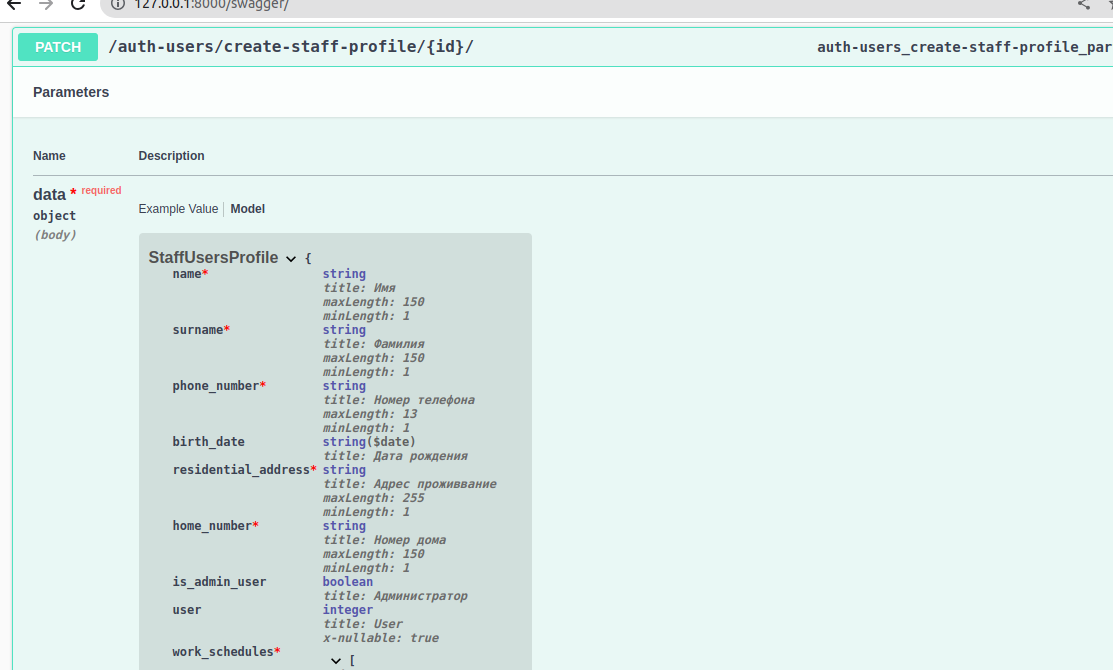 127.0.0.1:8000/swagger/
PATCH /auth-users/create-staff-profile/{id}/ auth-users_create-staff-profile_par
Parameters
Name Description
data * required
object
(body)
Example Value Model
StaffUsersProfile {
name* string
title: Имя
maxLength: 150
minLength: 1
surname* string
title: Фамилия
maxLength: 150
minLength: 1
phone_number* string
title: Номер телефона
maxLength: 13
minLength: 1
birth_date string($date)
title: Дата рождения
residential_address* string
title: Адрес проживвание
maxLength: 255
minLength: 1
home_number* string
title: Номер дома
maxLength: 150
minLength: 1
is_admin_user boolean
title: Администратор
user integer
title: User
x-nullable: true
work_schedules* [